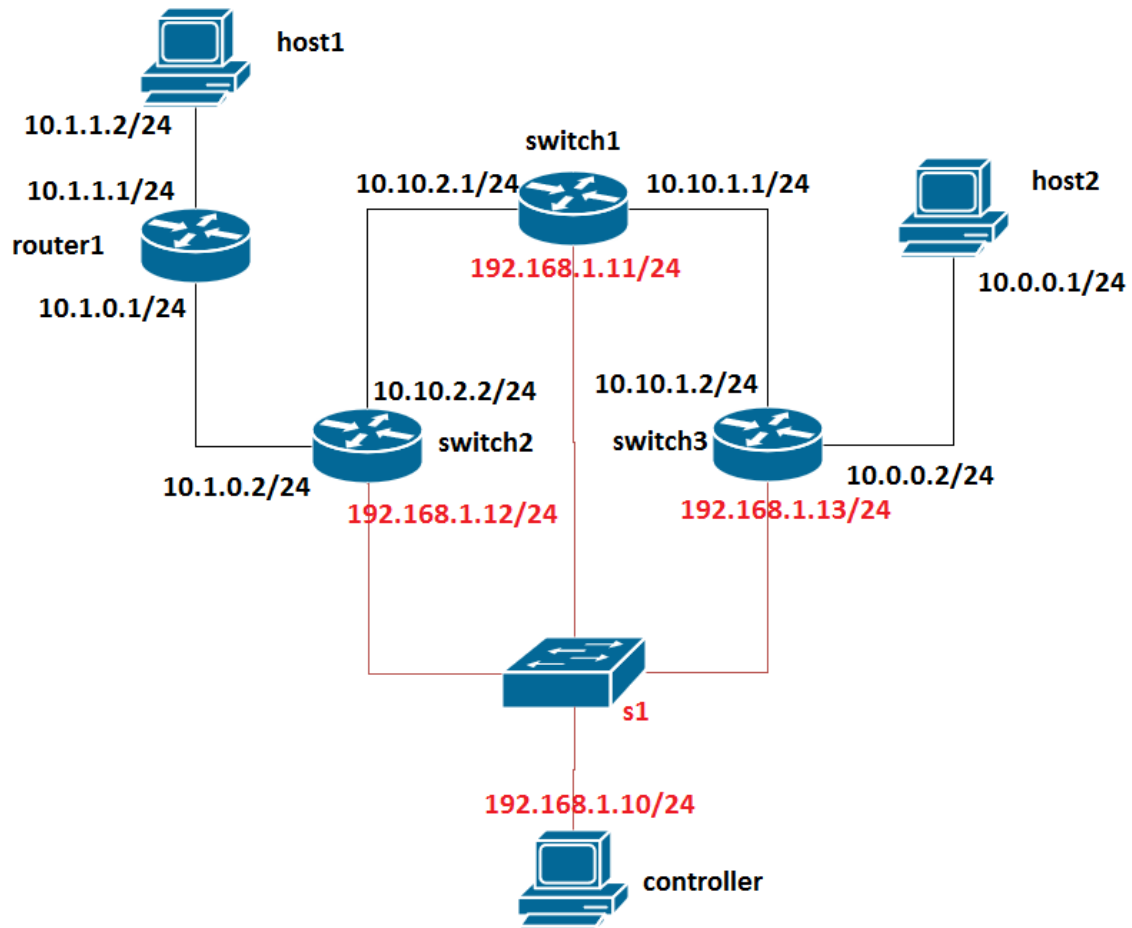 host1
10.1.1.2/24
switch1
host2
10.1.1.1/24
10.10.2.1/24
10.10.1.1/24
router1
192.168.1.11/24
10.0.0.1/24
10.1.0.1/24
10.10.2.2/24
10.10.1.2/24
switch2
switch3
10.1.0.2/24
10.0.0.2/24
192.168.1.12/24
192.168.1.13/24
s1
192.168.1.10/24
controller